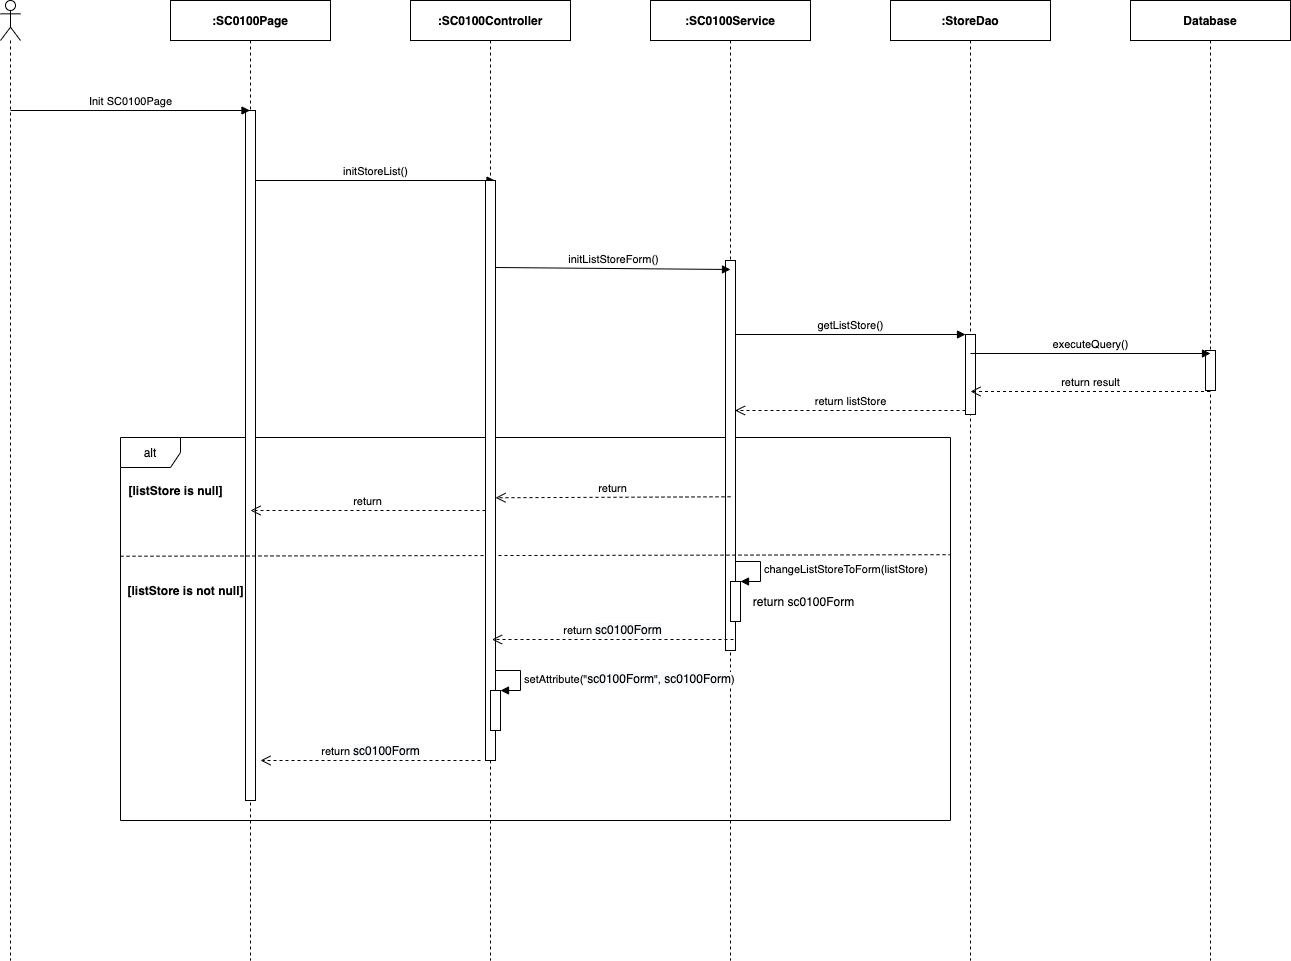 :SC0100Page
:SC0100Controller
:SC0100Service
:StoreDao
Database
Init SC0100Page
initStoreList()
initListStoreForm()
getListStore()
executeQuery()
return result
return listStore
alt
[listStore is null]
return
return
changeListStoreToForm(listStore)
[listStore is not null]
return sc0100Form
return sc0100Form
setAttribute("sc0100Form", sc0100Form)
return sc0100Form